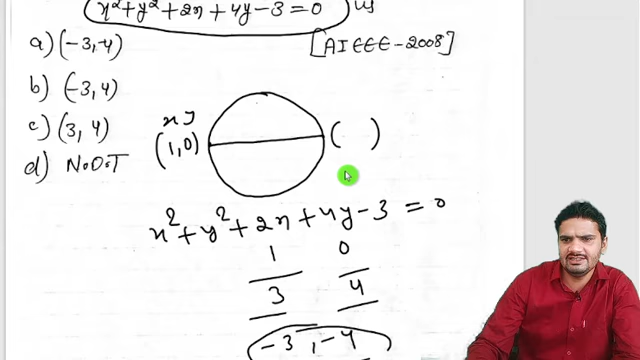 x²+y²+2x+4y-3=0 is
a) (-3,-4)
[AIEEE-2008]
b) (-3,4)
c) (3,4)
d) N.O.T
x y
(1,0)
( )
x²+y²+2x+4y-3=0
1 0
3 4
-3,-4